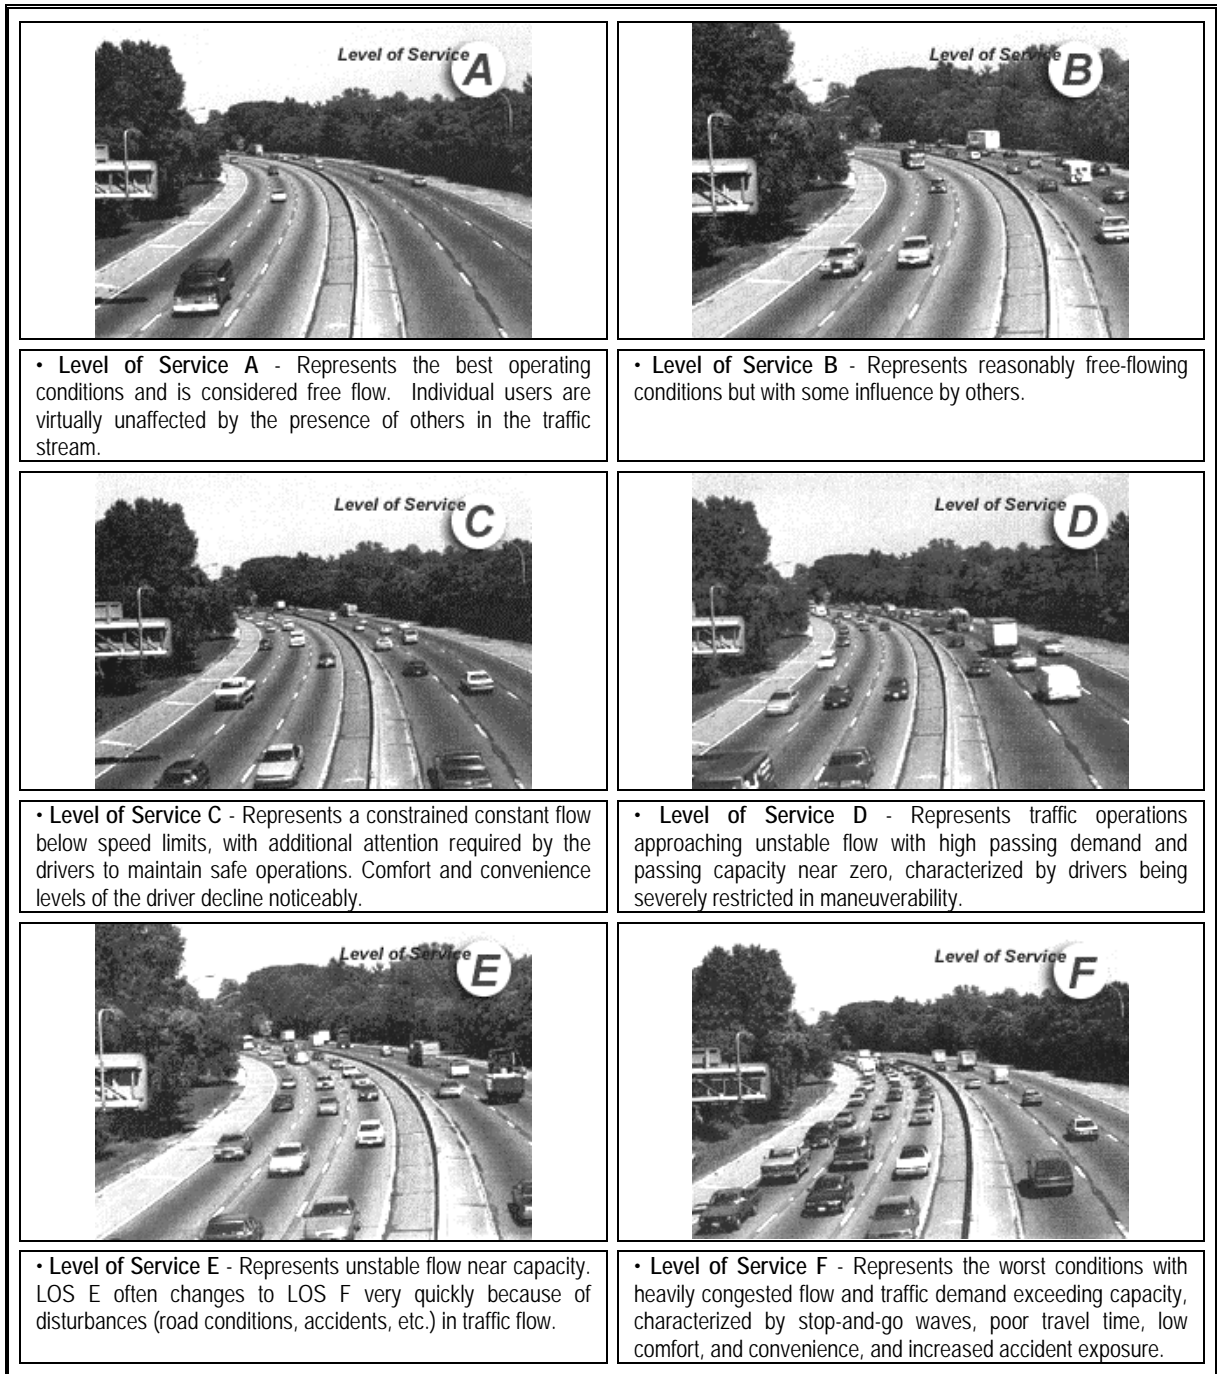 Level of Service A
Level of Service B
• Level of Service A - Represents the best operating
conditions and is considered free flow. Individual users are
virtually unaffected by the presence of others in the traffic
stream.
• Level of Service B - Represents reasonably free-flowing
conditions but with some influence by others.
Level of Service C
Level of Service D
• Level of Service C - Represents a constrained constant flow
below speed limits, with additional attention required by the
drivers to maintain safe operations. Comfort and convenience
levels of the driver decline noticeably.
• Level of Service D - Represents traffic operations
approaching unstable flow with high passing demand and
passing capacity near zero, characterized by drivers being
severely restricted in maneuverability.
Level of Service E
Level of Service F
• Level of Service E - Represents unstable flow near capacity.
LOS E often changes to LOS F very quickly because of
disturbances (road conditions, accidents, etc.) in traffic flow.
• Level of Service F - Represents the worst conditions with
heavily congested flow and traffic demand exceeding capacity,
characterized by stop-and-go waves, poor travel time, low
comfort, and convenience, and increased accident exposure.